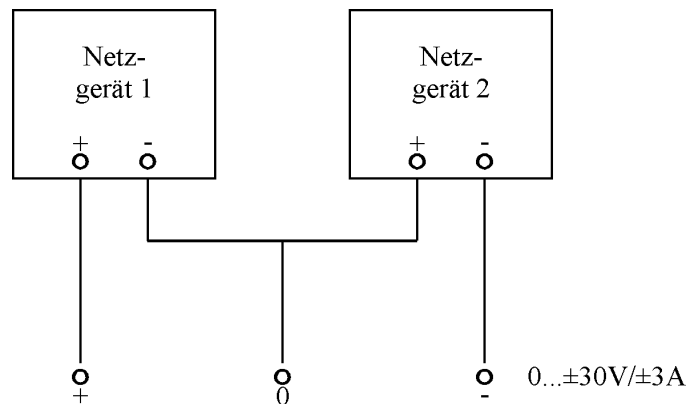 Netz-
gerät 1
+ -
Netz-
gerät 2
+ -
+ 0 - 0...±30V/±3A